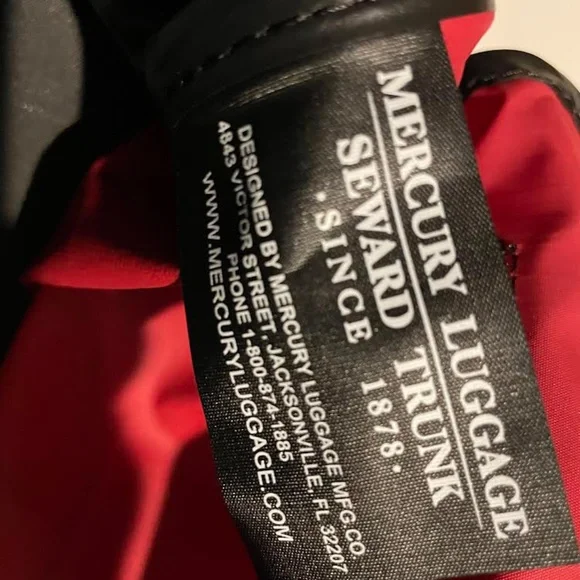 MERCURY LUGGAGE
SEWARD TRUNK
.SINCE 1878.
DESIGNED BY MERCURY LUGGAGE MFG.CO.
4843 VICTOR STREET, JACKSONVILLE, FL 32207
PHONE 1-800-874-1885
WWW.MERCURYLUGGAGE.COM